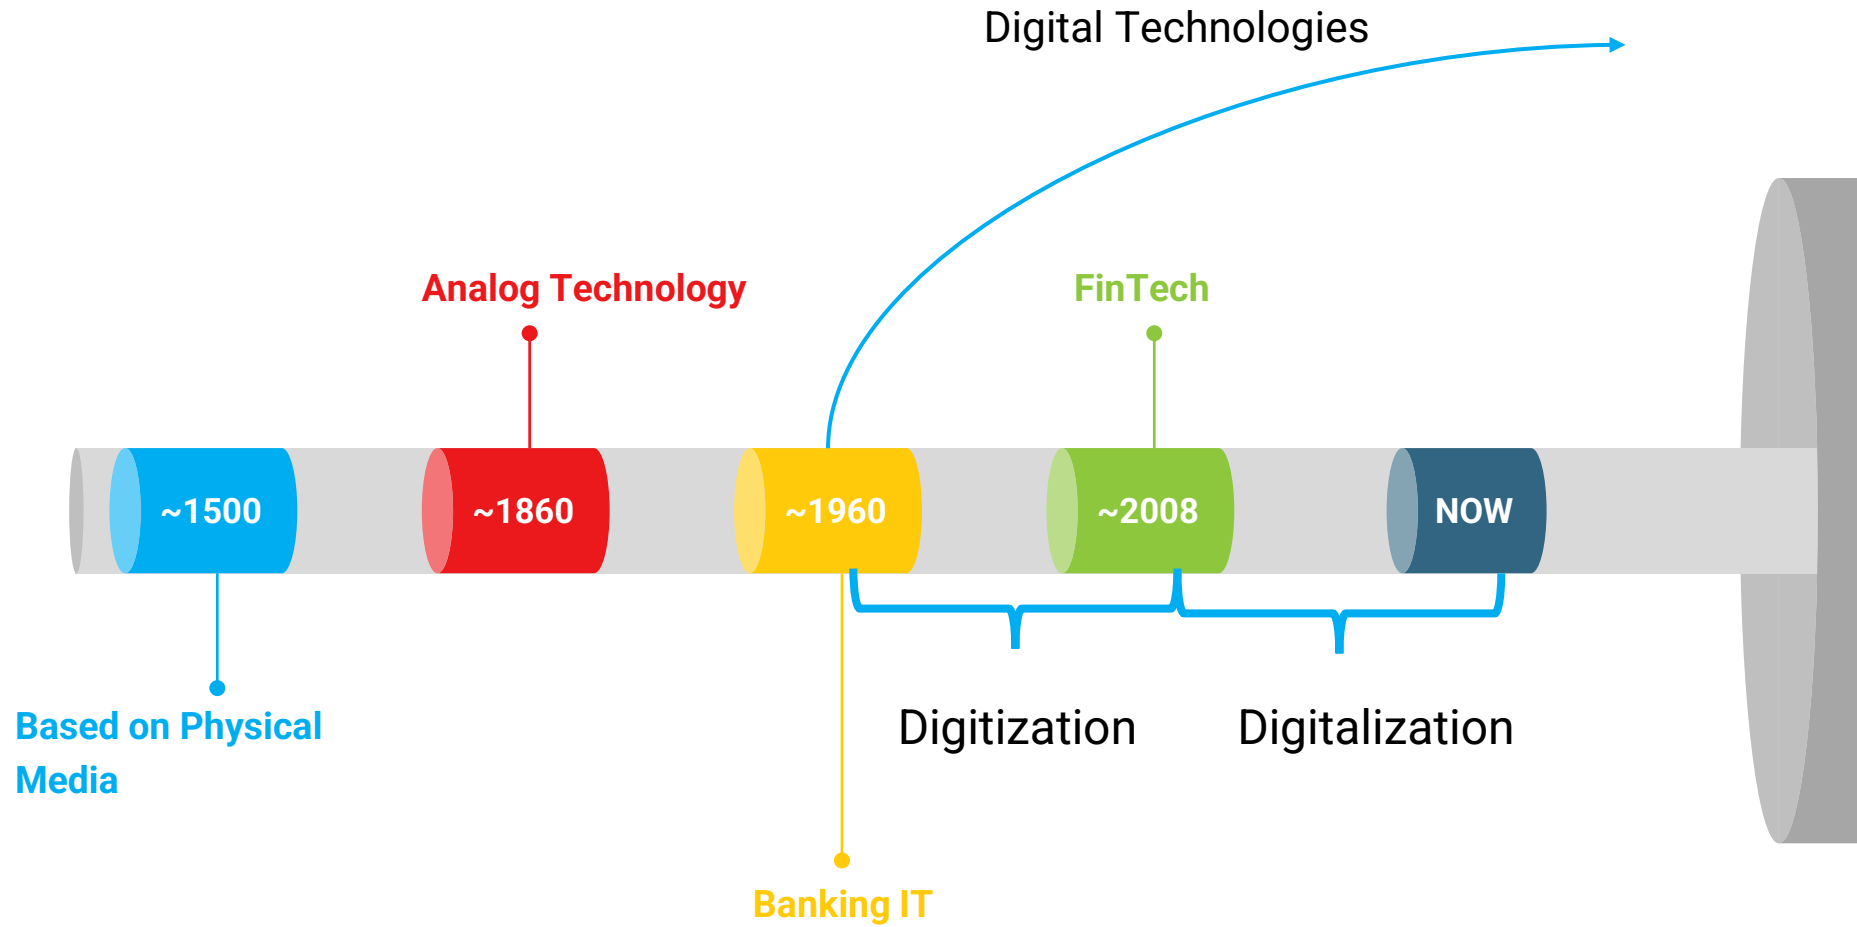 Digital Technologies
Analog Technology
FinTech
~1500
~1860
~1960
~2008
NOW
Based on Physical
Media
Digitization
Digitalization
Banking IT